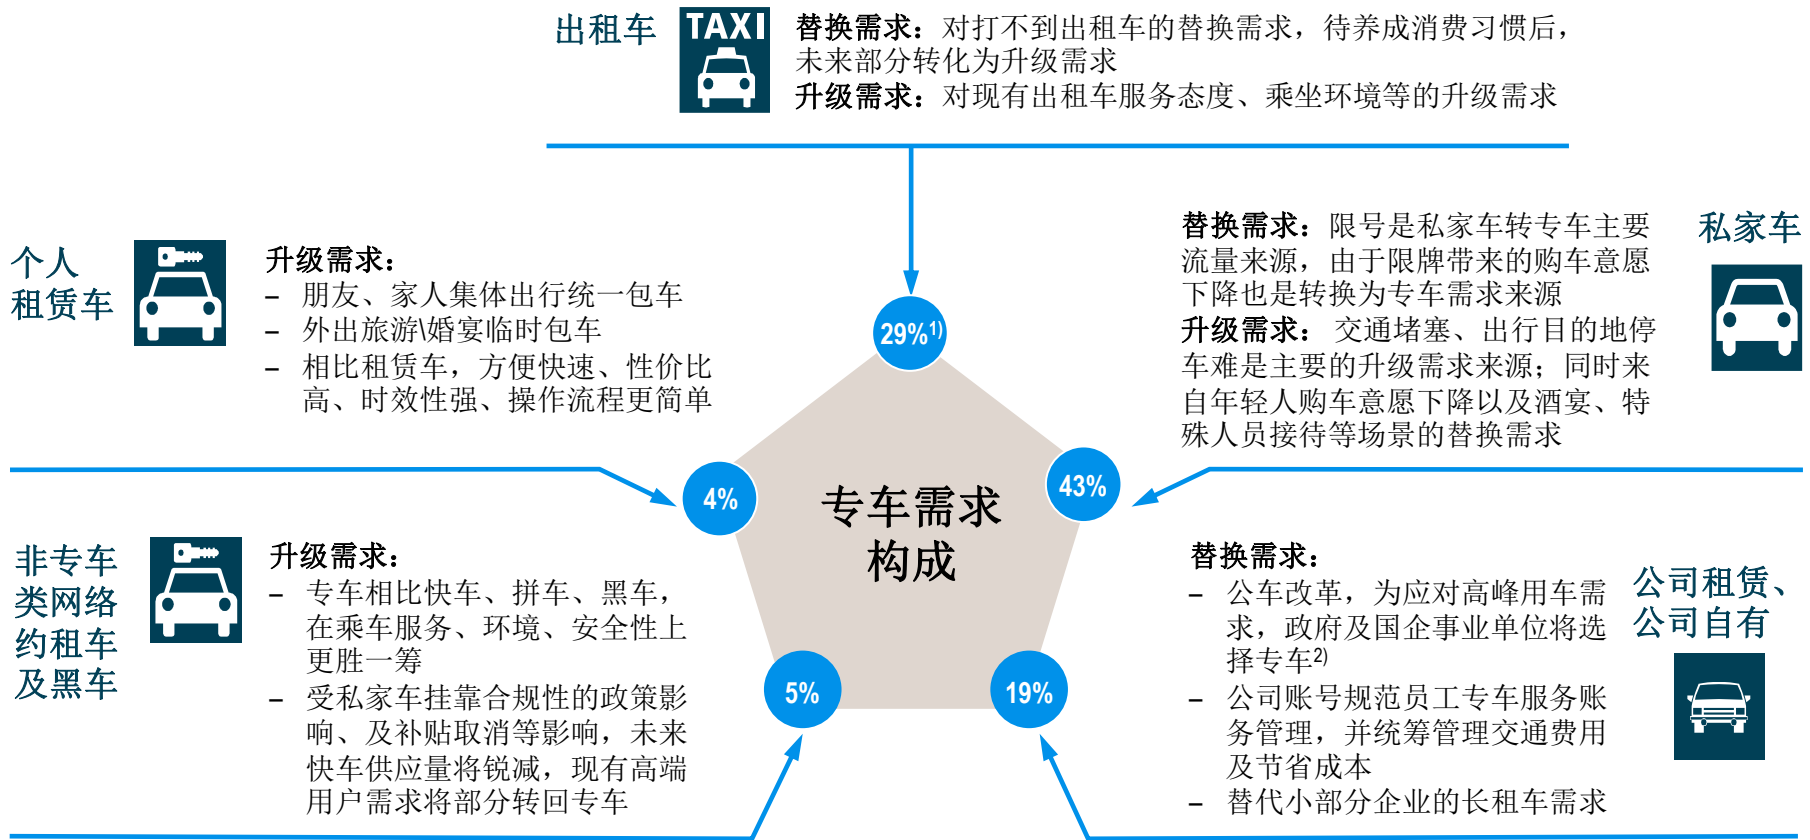 出租车
TAXI
替换需求：对打不到出租车的替换需求，待养成消费习惯后，
未来部分转化为升级需求
升级需求：对现有出租车服务态度、乘坐环境等的升级需求
个人
租赁车
升级需求：
– 朋友、家人集体出行统一包车
– 外出旅游\婚宴临时包车
– 相比租赁车，方便快速、性价比
高、时效性强、操作流程更简单
替换需求：限号是私家车转专车主要
流量来源，由于限牌带来的购车意愿
下降也是转换为专车需求来源
升级需求： 交通堵塞、出行目的地停
车难是主要的升级需求来源；同时来
自年轻人购车意愿下降以及酒宴、特
殊人员接待等场景的替换需求
私家车
29%1)
4%
43%
专车需求
构成
5%
19%
非专车
类网络
约租车
及黑车
升级需求：
– 专车相比快车、拼车、黑车，
在乘车服务、环境、安全性上
更胜一筹
– 受私家车挂靠合规性的政策影
响、及补贴取消等影响，未来
快车供应量将锐减，现有高端
用户需求将部分转回专车
替换需求：
– 公车改革，为应对高峰用车需
求，政府及国企事业单位将选
择专车2)
– 公司账号规范员工专车服务账
务管理，并统筹管理交通费用
及节省成本
– 替代小部分企业的长租车需求
公司租赁、
公司自有